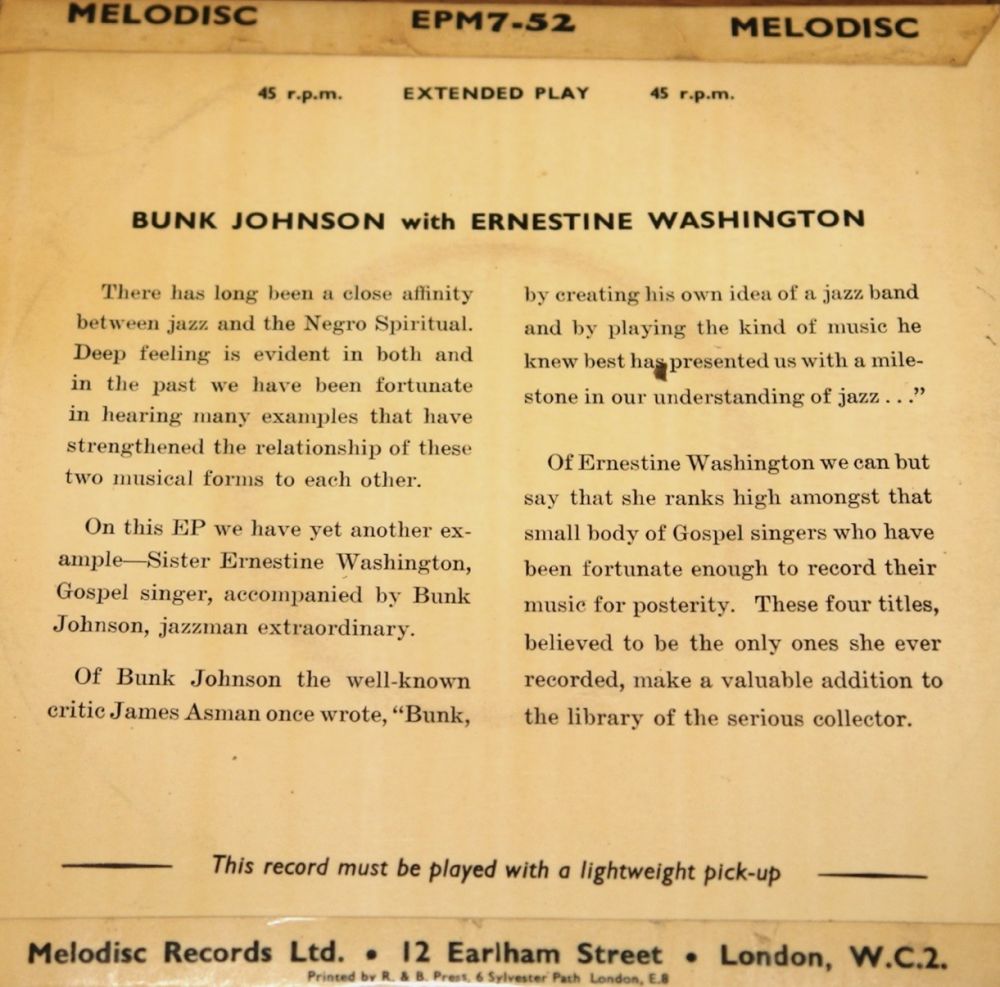 MELODISC EPM7-52 MELODISC
45 r.p.m. EXTENDED PLAY 45 r.p.m.
BUNK JOHNSON with ERNESTINE WASHINGTON
There has long been a close affinity
between jazz and the Negro Spiritual.
Deep feeling is evident in both and
in the past we have been fortunate
in hearing many examples that have
strengthened the relationship of these
two musical forms to each other.
On this EP we have yet another ex-
ample—Sister Ernestine Washington,
Gospel singer, accompanied by Bunk
Johnson, jazzman extraordinary.
Of Bunk Johnson the well-known
critic James Asman once wrote, “Bunk,
by creating his own idea of a jazz band
and by playing the kind of music he
knew best has presented us with a mile-
stone in our understanding of jazz . . .”
Of Ernestine Washington we can but
say that she ranks high amongst that
small body of Gospel singers who have
been fortunate enough to record their
music for posterity. These four titles,
believed to be the only ones she ever
recorded, make a valuable addition to
the library of the serious collector.
This record must be played with a lightweight pick-up
Melodisc Records Ltd. • 12 Earlham Street • London, W.C.2.
Printed by R. & B. Press, 6 Sylvester Path London, E.8